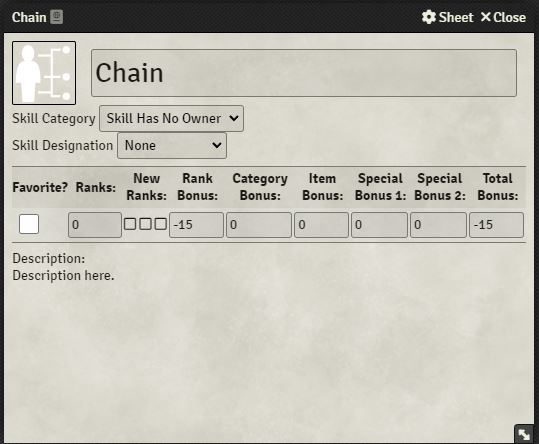 Chain Sheet Close
Chain
Skill Category Skill Has No Owner
Skill Designation None
Favorite? Ranks: New Ranks: Rank Bonus: Category Bonus: Item Bonus: Special Bonus 1: Special Bonus 2: Total Bonus:
0 -15 0 0 0 0 -15
Description:
Description here.